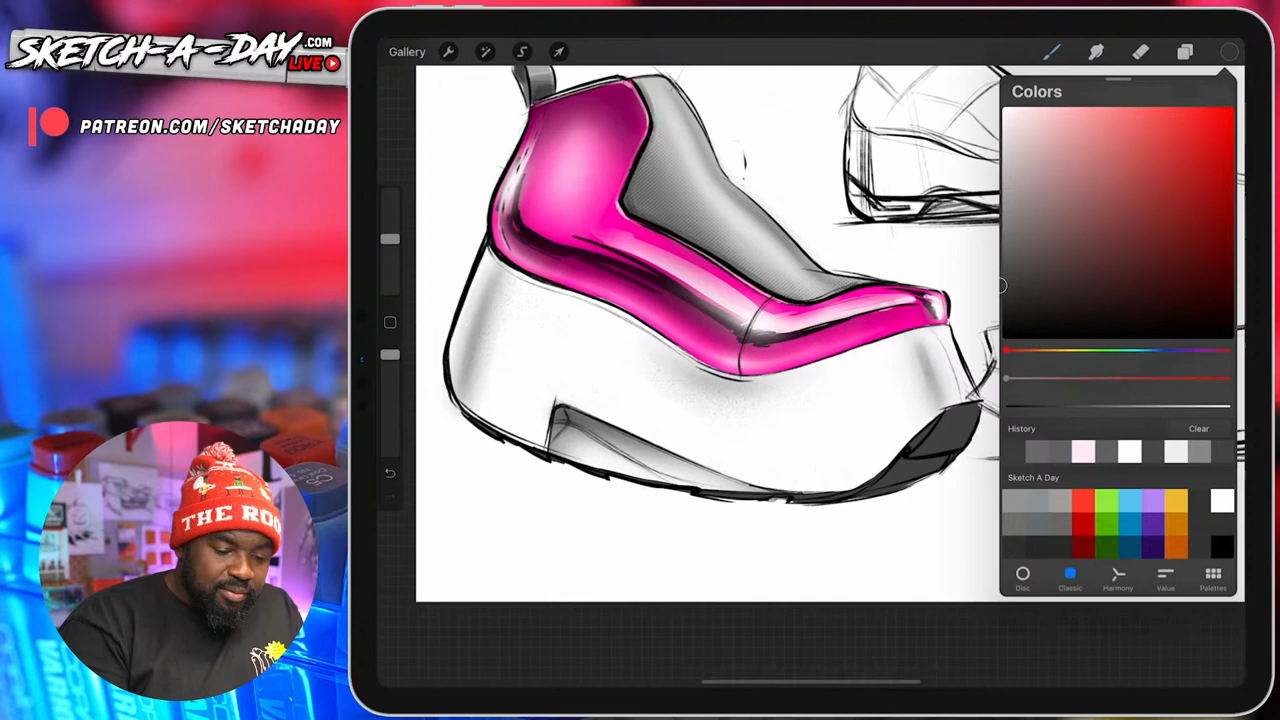 SKETCH-A-DAY.COM
LIVE
PATREON.COM/SKETCHADAY
Gallery
Colors
History
Clear
Sketch A Day
Disc
Classic
Harmony
Value
Palettes
THE ROO